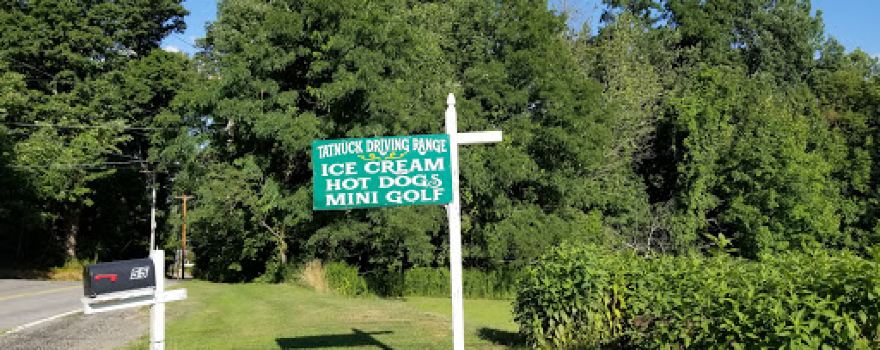 TATNUCK DRIVING RANGE
ICE CREAM
HOT DOGS
MINI GOLF